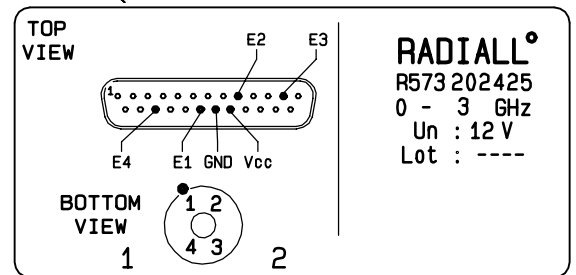 TOP
VIEW
E2
E3
1
E4
E1
GND
Vcc
BOTTOM
VIEW
1 2
4 3
1
2
RADIALL°
R573 202425
0 - 3 GHz
Un : 12 V
Lot : ----